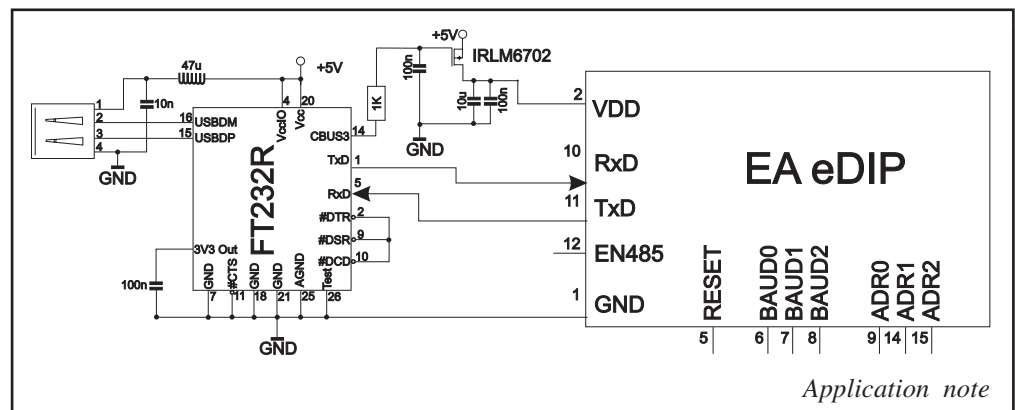 47u
+5V
10n
1
2
3
4
GND
16 USBDM
15 USBDP
4
VccIO
20
Vcc
CBUS3 14
TxD 1
RxD 5
#DTR 2
#DSR 9
#DCD 10
FT232R
3V3 Out
100n
GND
7
#CTS
11
GND
18
GND
21
AGND
25
Test
26
GND
1K
100n
+5V
IRLM6702
10u
100n
GND
2 VDD
10 RxD
11 TxD
12 EN485
1 GND
EA eDIP
RESET
BAUD0
BAUD1
BAUD2
ADR0
ADR1
ADR2
5
6
7
8
9
14
15
Application note